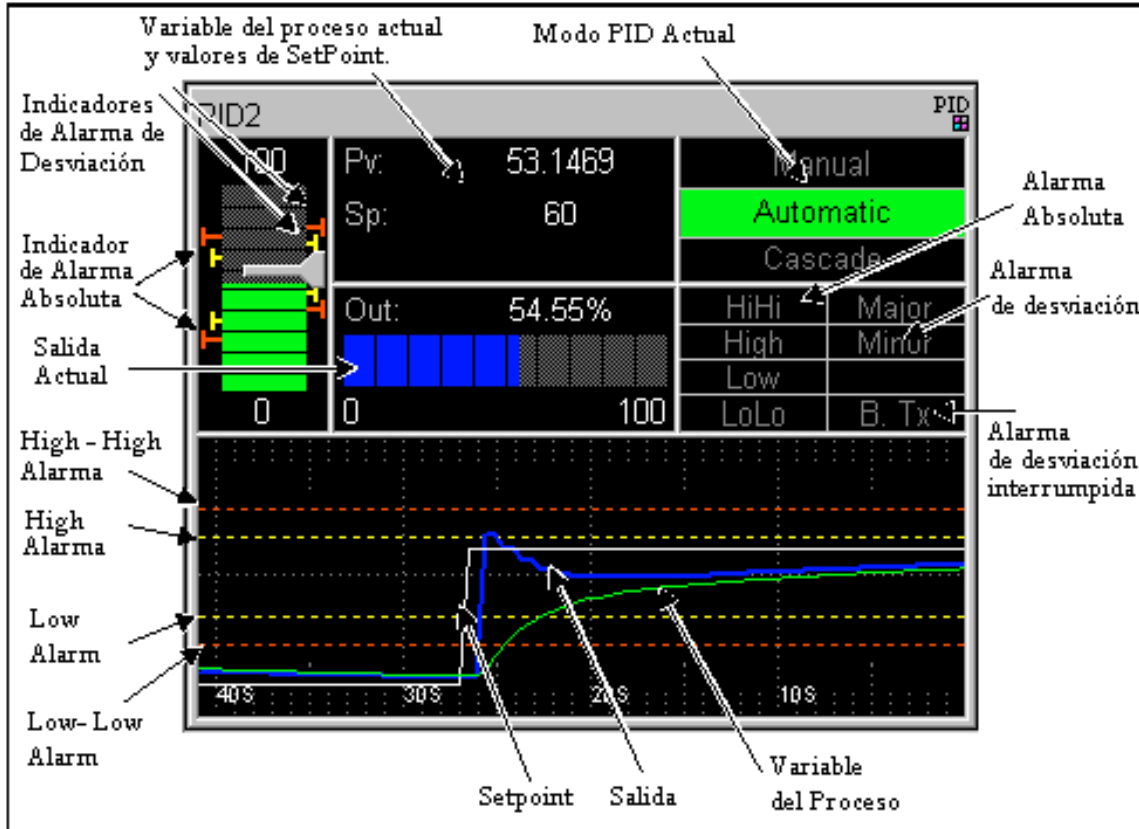 Variable del proceso actual
y valores de SetPoint.
Modo PID Actual
Indicadores
de Alarma de
Desviación
PID2
PID
100
Pv: 53.1469
Sp: 60
Manual
Automatic
Cascade
Alarma
Absoluta
Indicador
de Alarma
Absoluta
Alarma
de desviación
Out: 54.55%
HiHi Major
High Minor
Low
LoLo B. Tx
Salida
Actual
0
0 100
Alarma
de desviación
interrumpida
High - High
Alarma
High
Alarma
Low
Alarm
Low- Low
Alarm
40S 30S 20S 10S
Setpoint
Salida
Variable
del Proceso